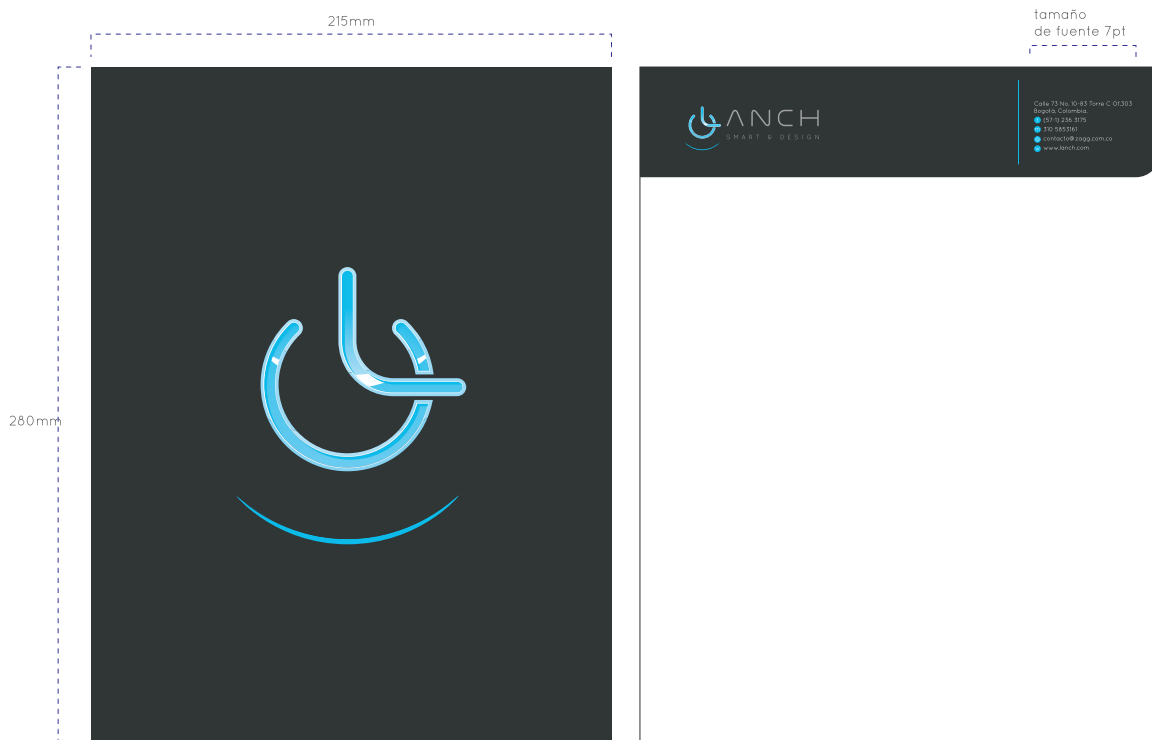 215mm
tamaño
de fuente 7pt
280mm
ANCH
SMART & DESIGN
Calle 73 No. 10-83 Torre C Of.303
Bogotá, Colombia.
(57-1) 236 3175
310 5853161
contacto@zagg.com.co
www.lanch.com